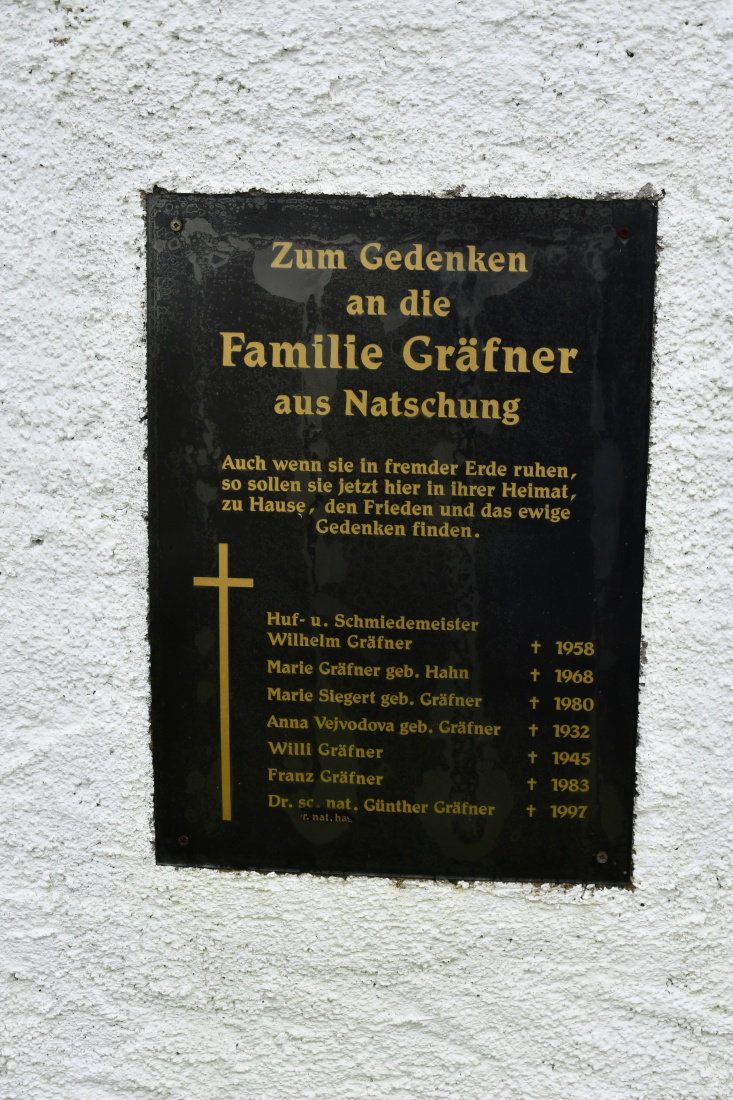 Zum Gedenken
an die
Familie Gräfner
aus Natschung
Auch wenn sie in fremder Erde ruhen,
so sollen sie jetzt hier in ihrer Heimat,
zu Hause, den Frieden und das ewige
Gedenken finden.
Huf- u. Schmiedemeister
Wilhelm Gräfner † 1958
Marie Gräfner geb. Hahn † 1968
Marie Siegert geb. Gräfner † 1980
Anna Vejvodova geb. Gräfner † 1932
Willi Gräfner † 1945
Franz Gräfner † 1983
Dr. sc. nat. Günther Gräfner † 1997
nat.